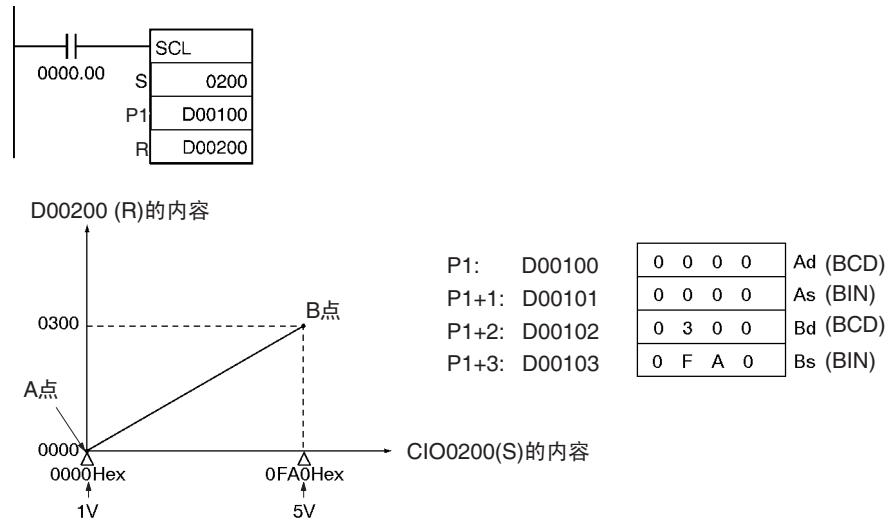 SCL
0000.00
S 0200
P1 D00100
R D00200
D00200 (R)的内容
0300
B点
A点
0000
0000Hex
0FA0Hex
CIO0200(S)的内容
1V
5V
P1: D00100 0 0 0 0 Ad (BCD)
P1+1: D00101 0 0 0 0 As (BIN)
P1+2: D00102 0 3 0 0 Bd (BCD)
P1+3: D00103 0 F A 0 Bs (BIN)